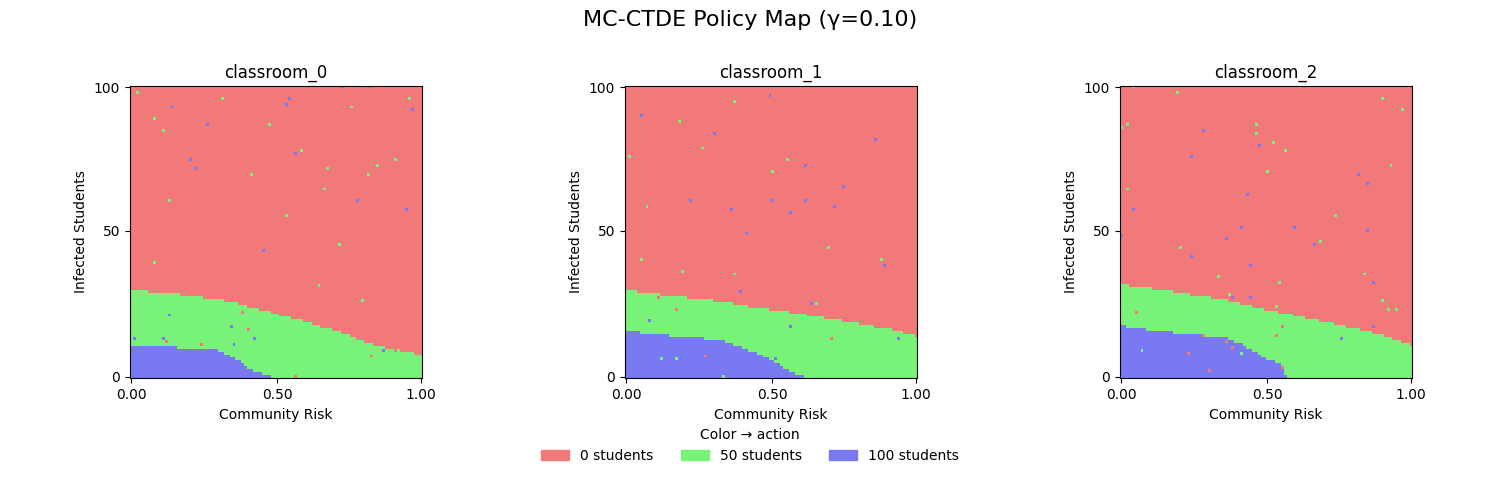 MC-CTDE Policy Map (γ=0.10)
classroom_0
classroom_1
classroom_2
100
50
0
Infected Students
0.00
0.50
1.00
Community Risk
100
50
0
Infected Students
0.00
0.50
1.00
Community Risk
100
50
0
Infected Students
0.00
0.50
1.00
Community Risk
Color → action
0 students
50 students
100 students